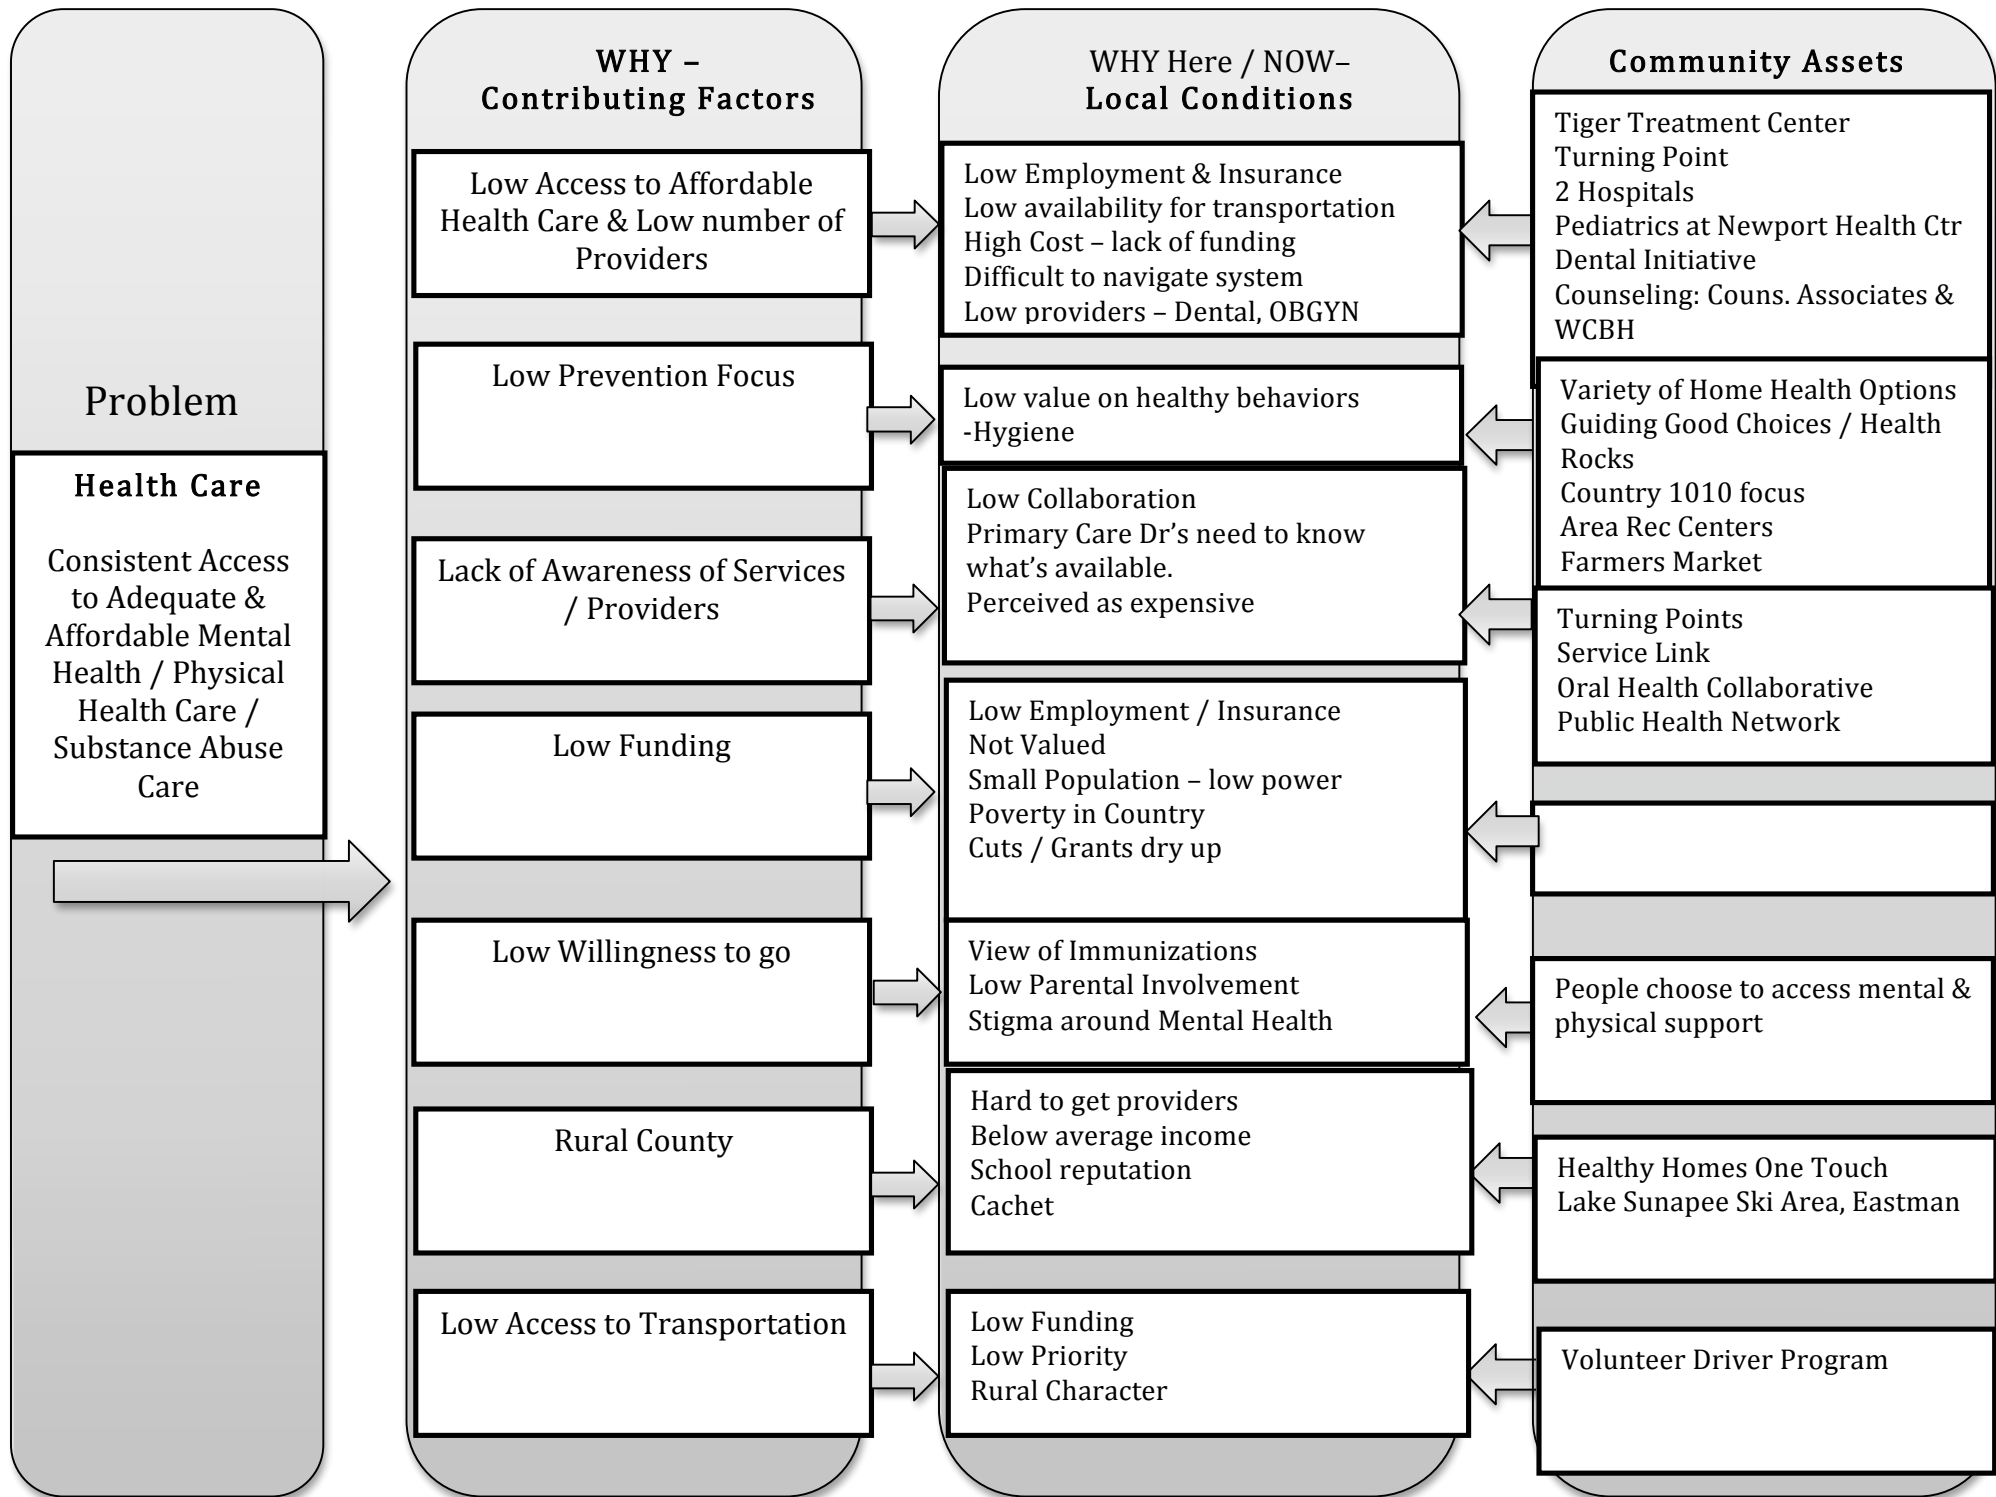 Problem
Health Care
Consistent Access
to Adequate &
Affordable Mental
Health / Physical
Health Care /
Substance Abuse
Care
WHY –
Contributing Factors
Low Access to Affordable
Health Care & Low number of
Providers
Low Prevention Focus
Lack of Awareness of Services
/ Providers
Low Funding
Low Willingness to go
Rural County
Low Access to Transportation
WHY Here / NOW–
Local Conditions
Low Employment & Insurance
Low availability for transportation
High Cost – lack of funding
Difficult to navigate system
Low providers – Dental, OBGYN
Low value on healthy behaviors
-Hygiene
Low Collaboration
Primary Care Dr’s need to know
what’s available.
Perceived as expensive
Low Employment / Insurance
Not Valued
Small Population – low power
Poverty in Country
Cuts / Grants dry up
View of Immunizations
Low Parental Involvement
Stigma around Mental Health
Hard to get providers
Below average income
School reputation
Cachet
Low Funding
Low Priority
Rural Character
Community Assets
Tiger Treatment Center
Turning Point
2 Hospitals
Pediatrics at Newport Health Ctr
Dental Initiative
Counseling: Couns. Associates &
WCBH
Variety of Home Health Options
Guiding Good Choices / Health
Rocks
Country 1010 focus
Area Rec Centers
Farmers Market
Turning Points
Service Link
Oral Health Collaborative
Public Health Network
People choose to access mental &
physical support
Healthy Homes One Touch
Lake Sunapee Ski Area, Eastman
Volunteer Driver Program